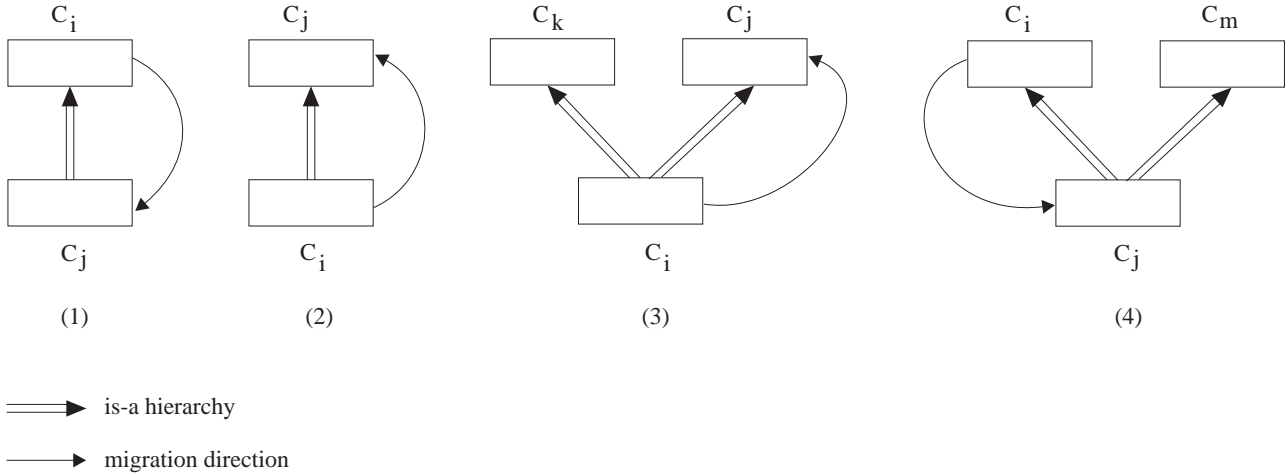 C_i C_j C_k C_j C_i C_m
C_j C_i C_i C_j
(1) (2) (3) (4)
is-a hierarchy
migration direction